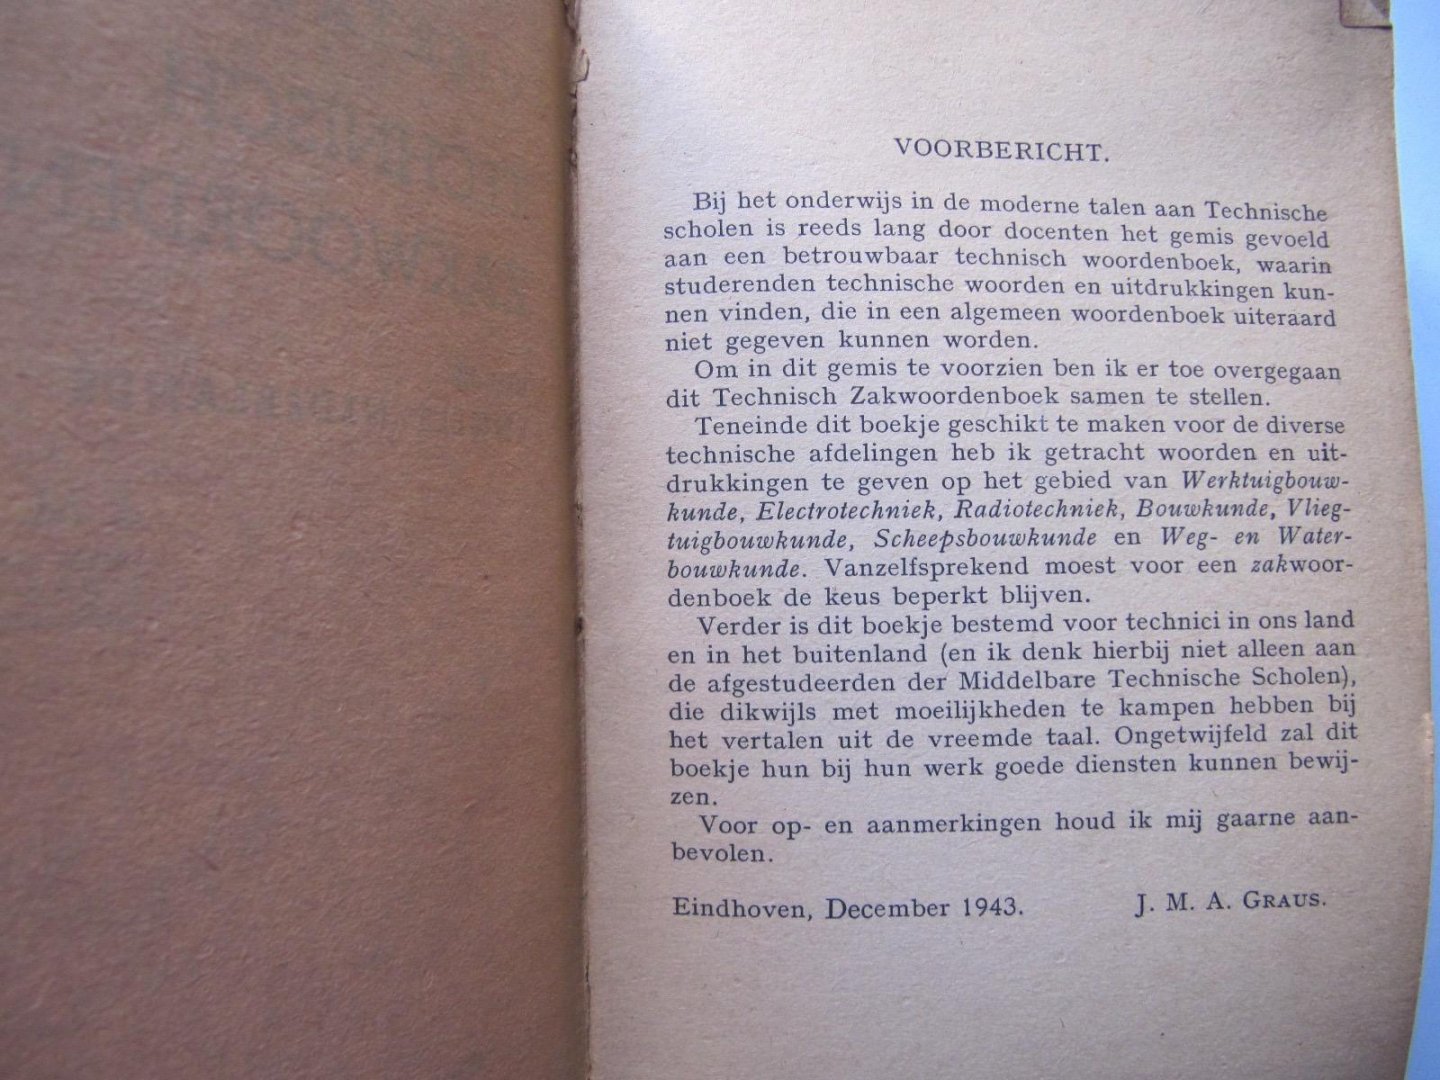 VOORBERICHT.
Bij het onderwijs in de moderne talen aan Technische
scholen is reeds lang door docenten het gemis gevoeld
aan een betrouwbaar technisch woordenboek, waarin
studerenden technische woorden en uitdrukkingen kun-
nen vinden, die in een algemeen woordenboek uiteraard
niet gegeven kunnen worden.
Om in dit gemis te voorzien ben ik er toe overgegaan
dit Technisch Zakwoordenboek samen te stellen.
Teneinde dit boekje geschikt te maken voor de diverse
technische afdelingen heb ik getracht woorden en uit-
drukkingen te geven op het gebied van Werktuigbouw-
kunde, Electrotechniek, Radiotechniek, Bouwkunde, Vlieg-
tuigbouwkunde, Scheepsbouwkunde en Weg- en Water-
bouwkunde. Vanzelfsprekend moest voor een zakwoor-
denboek de keus beperkt blijven.
Verder is dit boekje bestemd voor technici in ons land
en in het buitenland (en ik denk hierbij niet alleen aan
de afgestudeerden der Middelbare Technische Scholen),
die dikwijls met moeilijkheden te kampen hebben bij
het vertalen uit de vreemde taal. Ongetwijfeld zal dit
boekje hun bij hun werk goede diensten kunnen bewij-
zen.
Voor op- en aanmerkingen houd ik mij gaarne aan-
bevolen.
Eindhoven, December 1943. J. M. A. GRAUS.